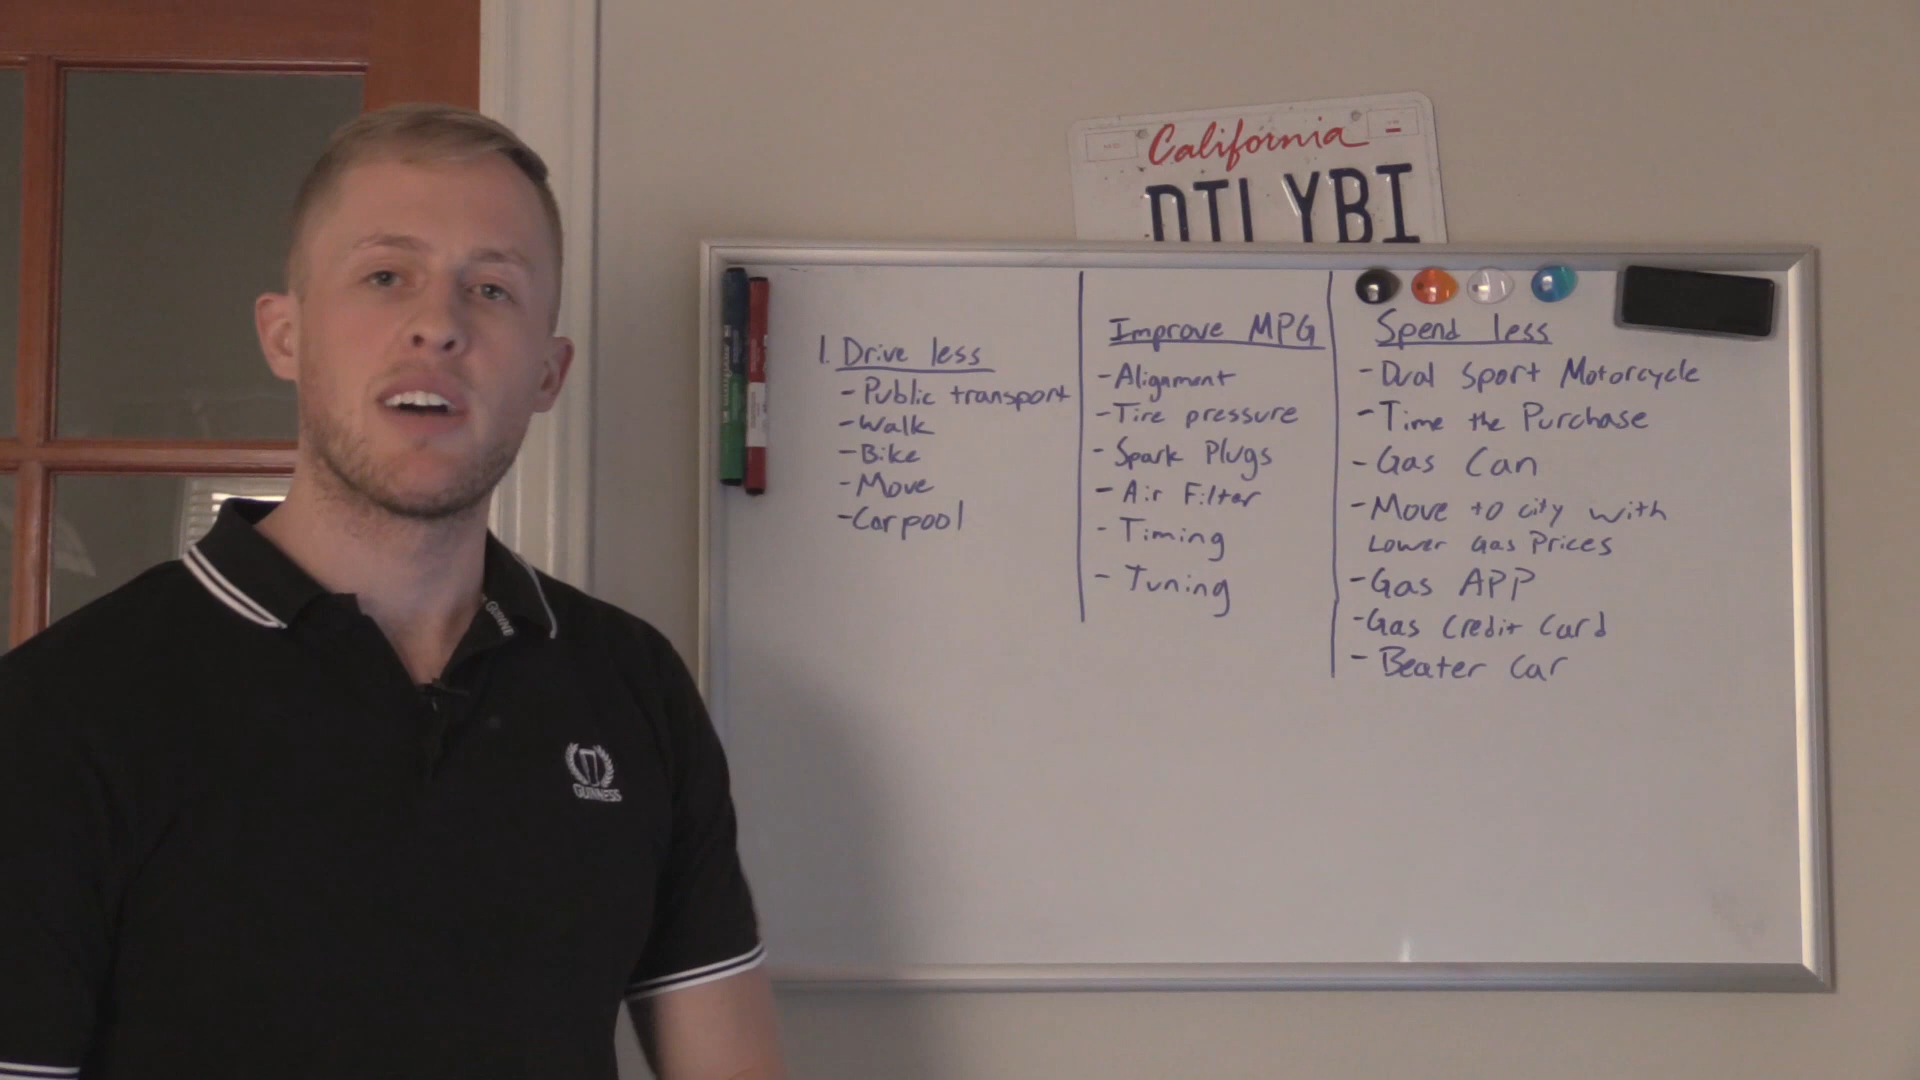 California
DTLYBI
1. Drive less
- Public transport
- Walk
- Bike
- Move
- Carpool
Improve MPG
- Alignment
- Tire pressure
- Spark Plugs
- Air Filter
- Timing
- Tuning
Spend less
- Dual Sport Motorcycle
- Time the Purchase
- Gas Can
- Move to city with
Lower Gas Prices
- Gas APP
- Gas Credit Card
- Beater Car
GUINNESS